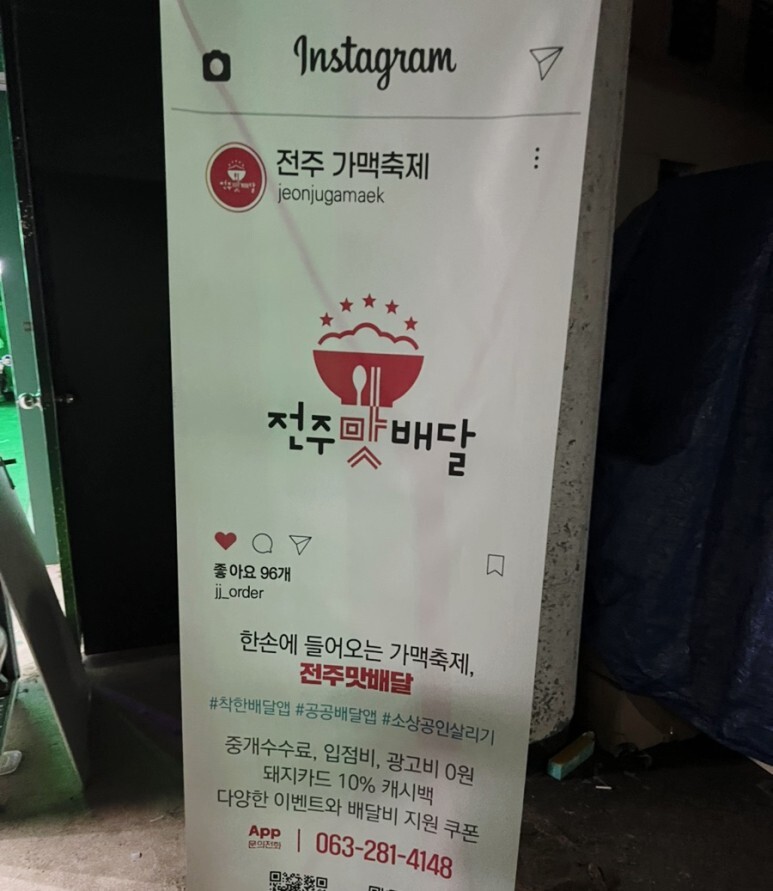 Instagram
전주 가맥축제
jeonjugamaek
전주맛배달
좋아요 96개
jj_order
한손에 들어오는 가맥축제,
전주맛배달
#착한배달앱 #공공배달앱 #소상공인살리기
중개수수료, 입점비, 광고비 0원
돼지카드 10% 캐시백
다양한 이벤트와 배달비 지원 쿠폰
App
문의전화 | 063-281-4148